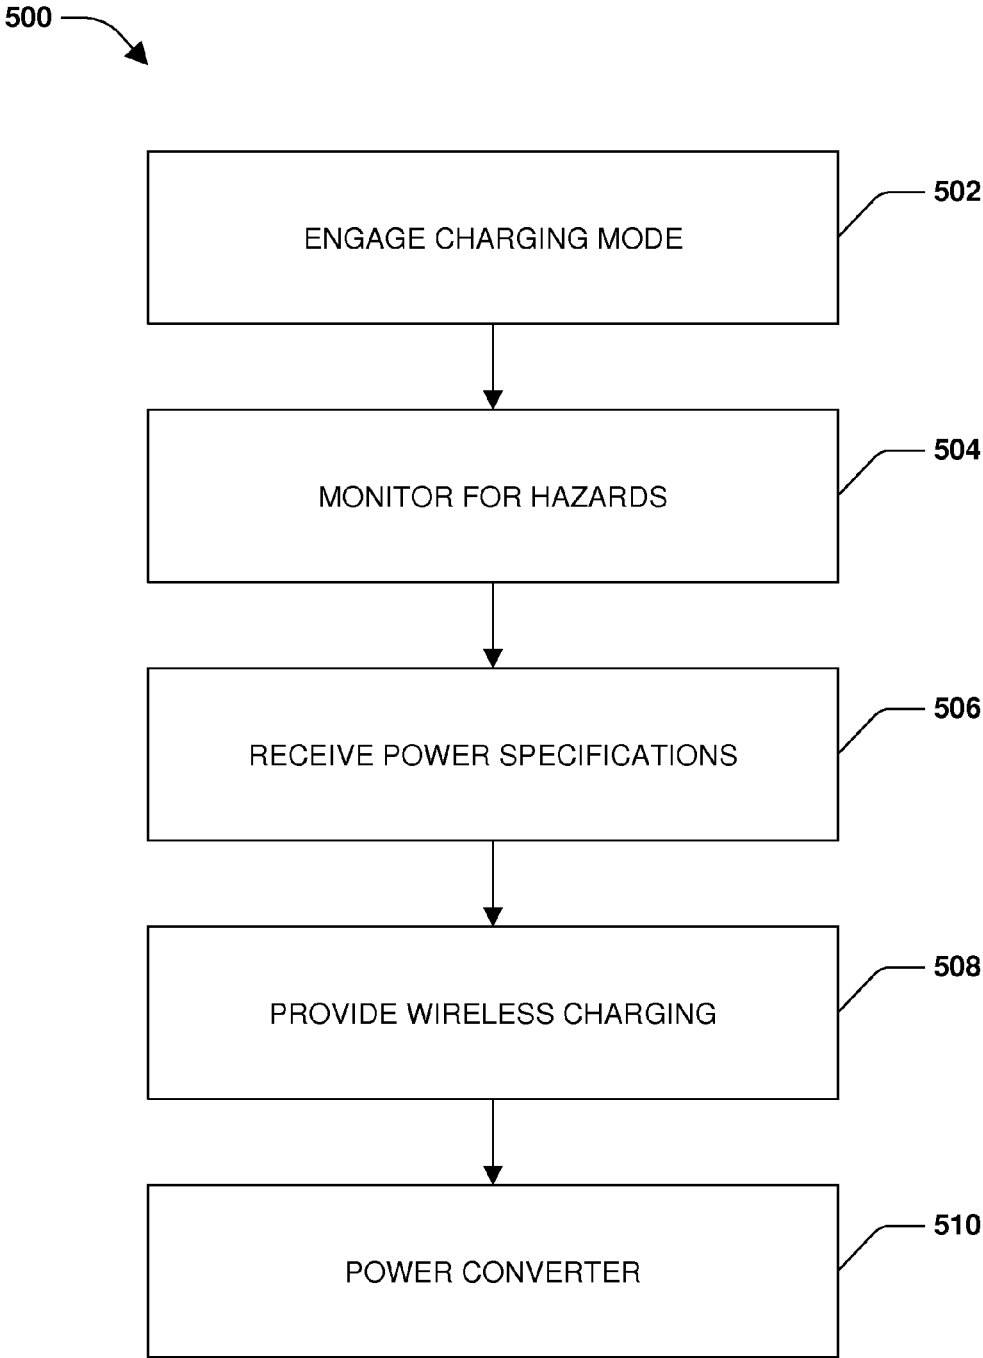 500
502
ENGAGE CHARGING MODE
504
MONITOR FOR HAZARDS
506
RECEIVE POWER SPECIFICATIONS
508
PROVIDE WIRELESS CHARGING
510
POWER CONVERTER